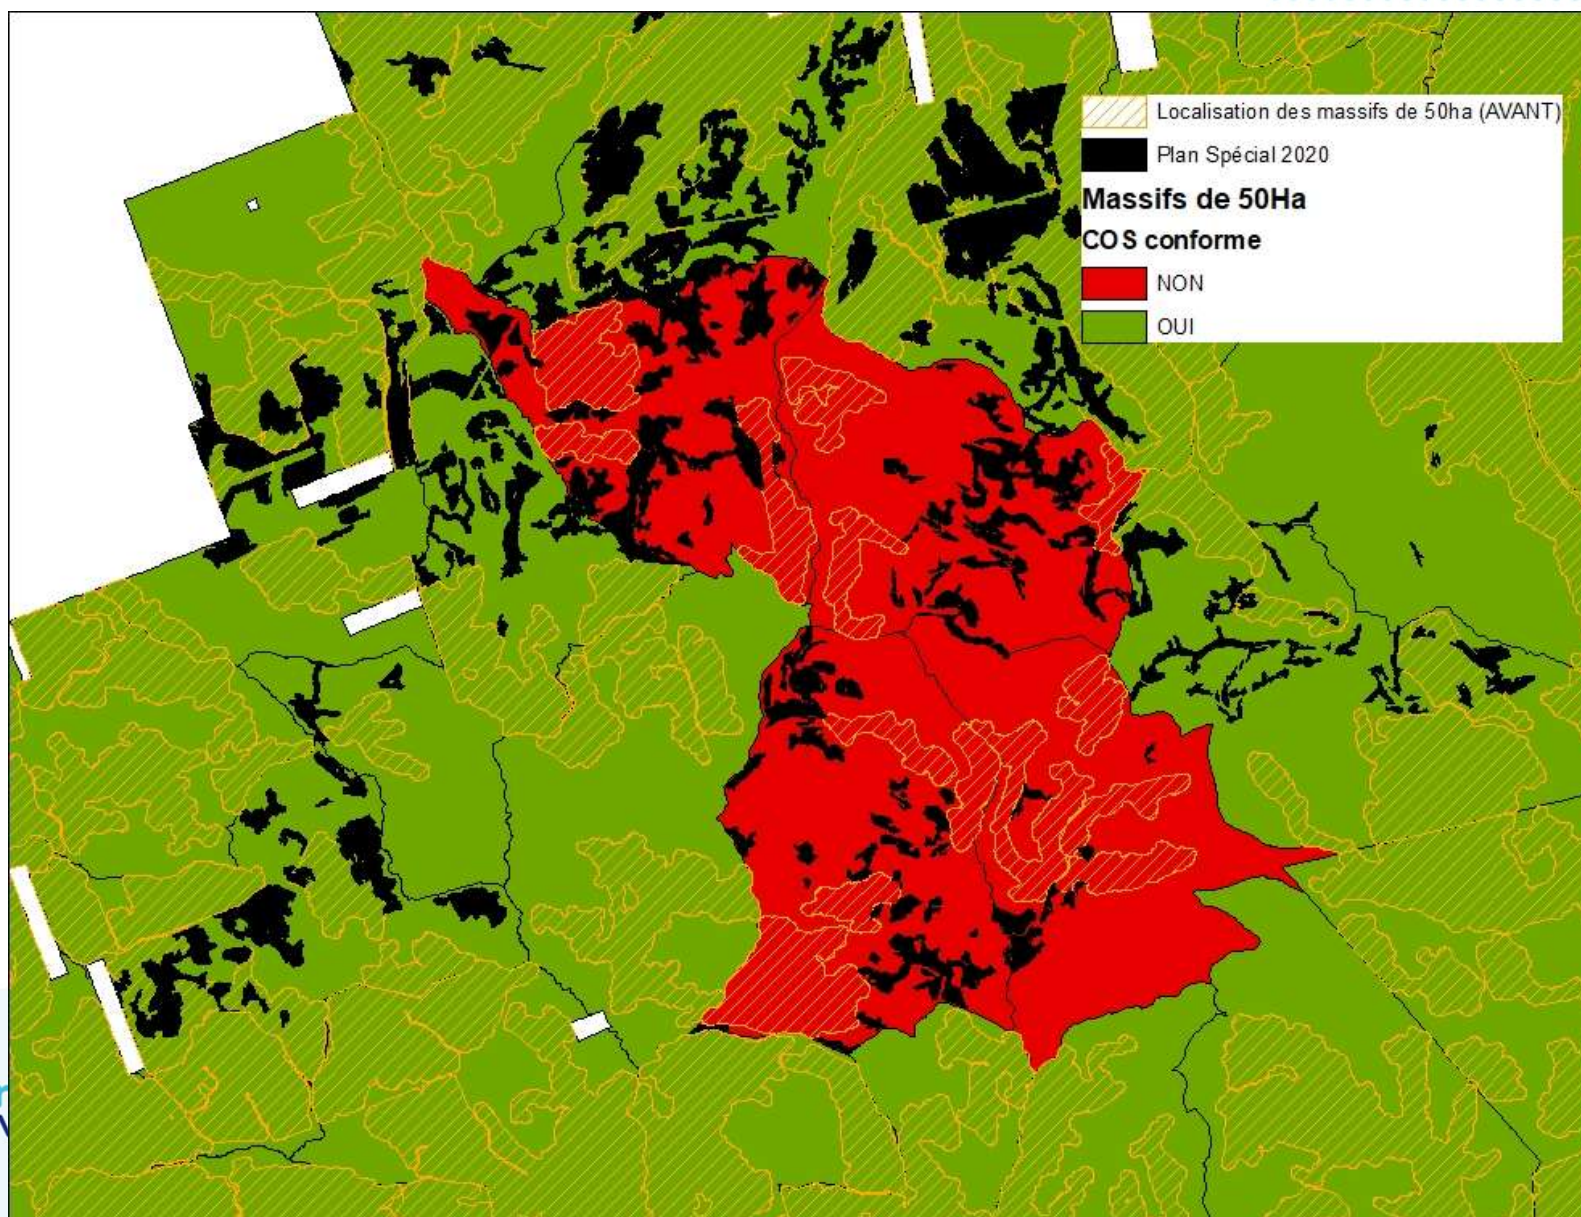 Localisation des massifs de 50ha (AVANT)
Plan Spécial 2020
Massifs de 50Ha
COS conforme
NON
OUI